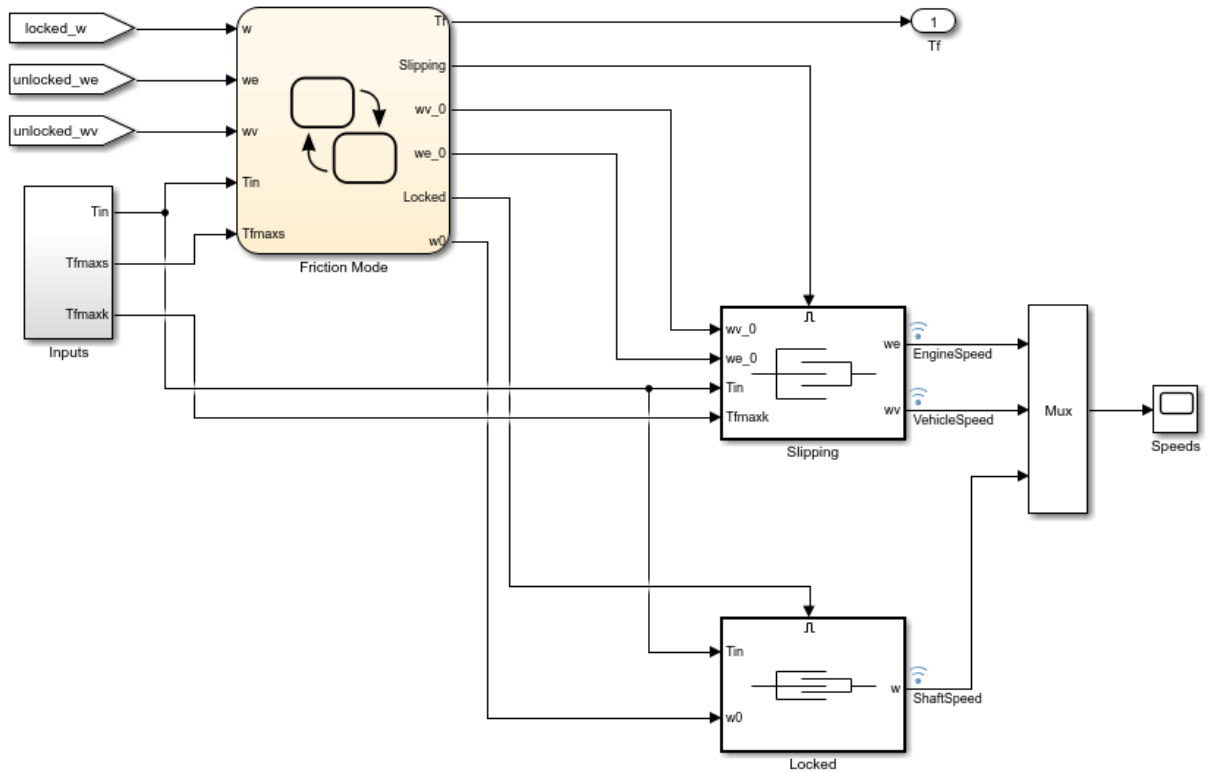 locked_w
unlocked_we
unlocked_wv
w
we
wv
Tin
Tfmaxs
Tf
Slipping
wv_0
we_0
Locked
w0
Friction Mode
1
Tf
Tin
Tfmaxs
Tfmaxk
Inputs
wv_0
we_0
Tin
Tfmaxk
we
wv
Slipping
EngineSpeed
VehicleSpeed
Mux
Speeds
Tin
w0
w
Locked
ShaftSpeed